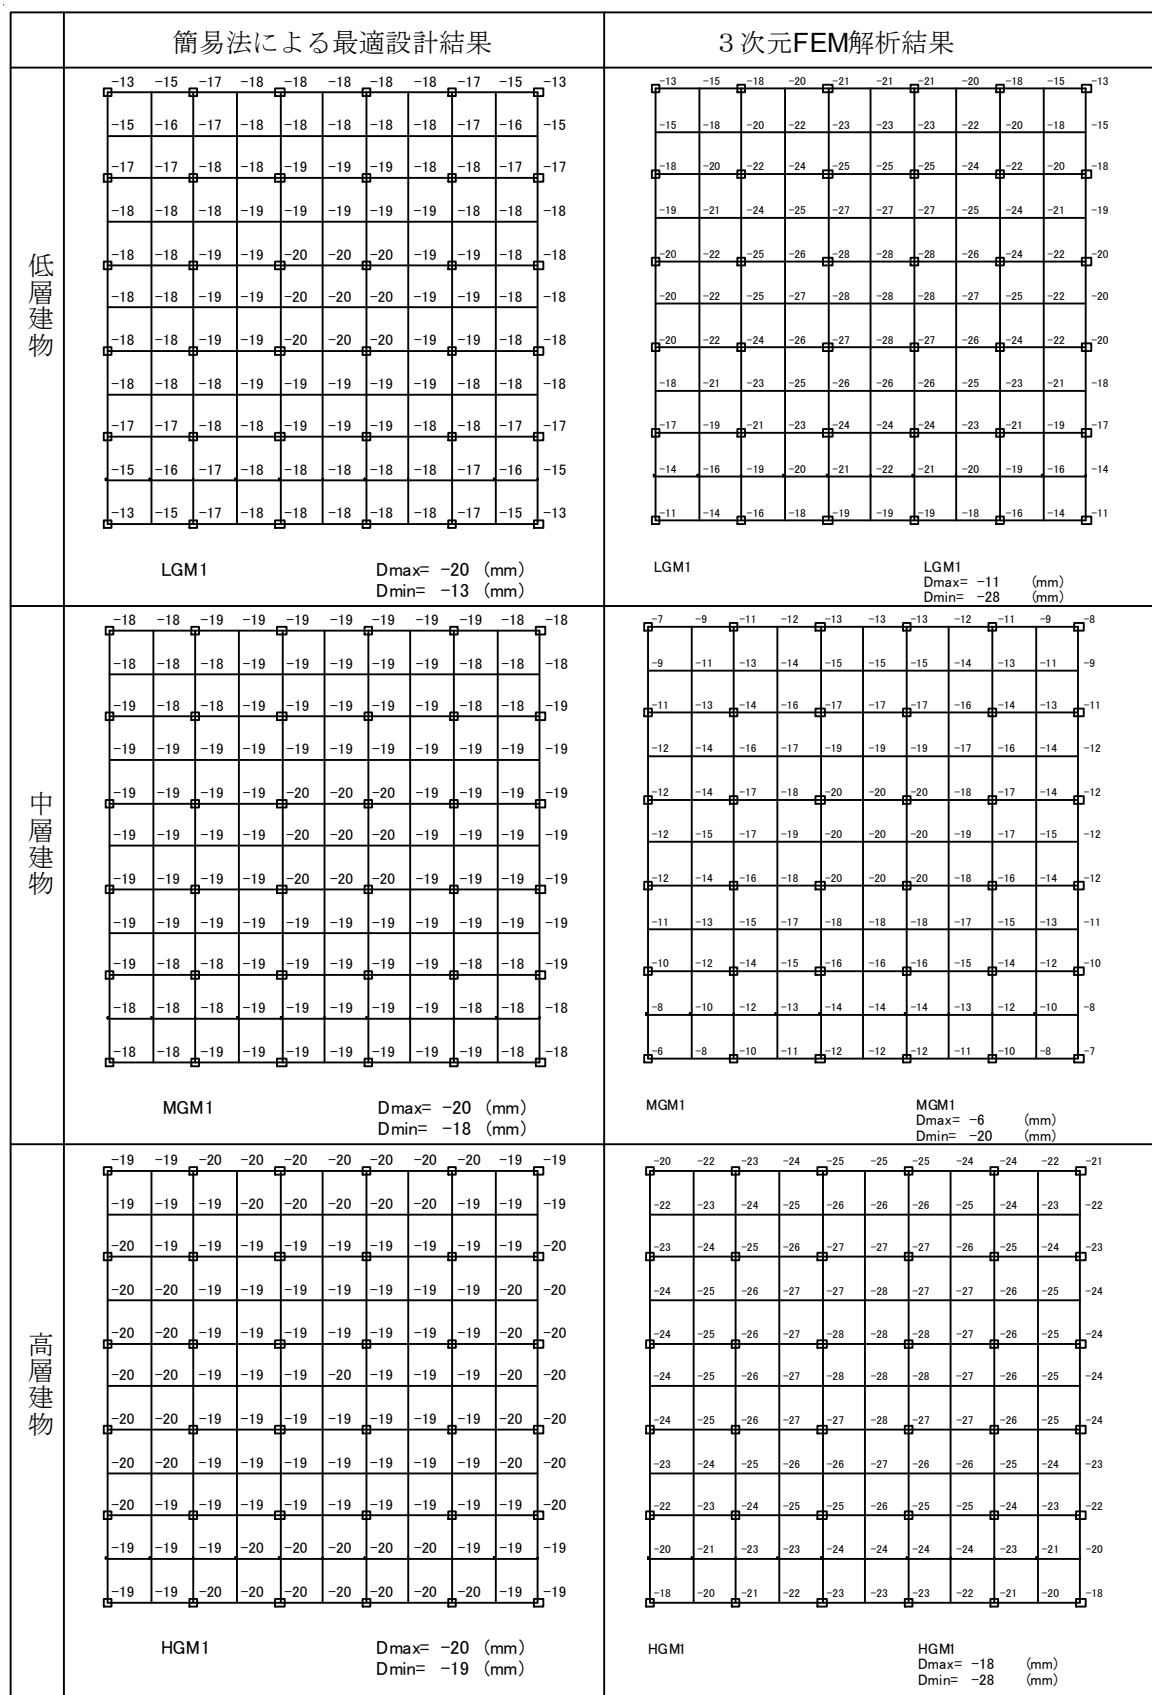 簡易法による最適設計結果
3次元FEM解析結果
低層建物
-13 -15 -17 -18 -18 -18 -18 -18 -17 -15 -13
-15 -16 -17 -18 -18 -18 -18 -18 -17 -16 -15
-17 -17 -18 -18 -19 -19 -19 -18 -18 -17 -17
-18 -18 -18 -19 -19 -19 -19 -19 -18 -18 -18
-18 -18 -19 -19 -20 -20 -20 -19 -19 -18 -18
-18 -18 -19 -19 -20 -20 -20 -19 -19 -18 -18
-18 -18 -19 -19 -20 -20 -20 -19 -19 -18 -18
-18 -18 -18 -19 -19 -19 -19 -19 -18 -18 -18
-17 -17 -18 -18 -19 -19 -19 -18 -18 -17 -17
-15 -16 -17 -18 -18 -18 -18 -18 -17 -16 -15
-13 -15 -17 -18 -18 -18 -18 -18 -17 -15 -13
LGM1
Dmax= -20 (mm)
Dmin= -13 (mm)
-13 -15 -18 -20 -21 -21 -21 -20 -18 -15 -13
-15 -18 -20 -22 -23 -23 -23 -22 -20 -18 -15
-18 -20 -22 -24 -25 -25 -25 -24 -22 -20 -18
-19 -21 -24 -25 -27 -27 -27 -25 -24 -21 -19
-20 -22 -25 -26 -28 -28 -28 -26 -24 -22 -20
-20 -22 -25 -27 -28 -28 -28 -27 -25 -22 -20
-20 -22 -24 -26 -27 -28 -27 -26 -24 -22 -20
-18 -21 -23 -25 -26 -26 -26 -25 -23 -21 -18
-17 -19 -21 -23 -24 -24 -24 -23 -21 -19 -17
-14 -16 -19 -20 -21 -22 -21 -20 -19 -16 -14
-11 -14 -16 -18 -19 -19 -19 -18 -16 -14 -11
LGM1
LGM1
Dmax= -11 (mm)
Dmin= -28 (mm)
中層建物
-18 -18 -19 -19 -19 -19 -19 -19 -19 -18 -18
-18 -18 -18 -19 -19 -19 -19 -19 -18 -18 -18
-19 -18 -18 -19 -19 -19 -19 -19 -18 -18 -19
-19 -19 -19 -19 -19 -19 -19 -19 -19 -19 -19
-19 -19 -19 -19 -20 -20 -20 -19 -19 -19 -19
-19 -19 -19 -19 -20 -20 -20 -19 -19 -19 -19
-19 -19 -19 -19 -20 -20 -20 -19 -19 -19 -19
-19 -19 -19 -19 -19 -19 -19 -19 -19 -19 -19
-19 -18 -18 -19 -19 -19 -19 -19 -18 -18 -19
-18 -18 -18 -19 -19 -19 -19 -19 -18 -18 -18
-18 -18 -19 -19 -19 -19 -19 -19 -19 -18 -18
MGM1
Dmax= -20 (mm)
Dmin= -18 (mm)
-7 -9 -11 -12 -13 -13 -13 -12 -11 -9 -8
-9 -11 -13 -14 -15 -15 -15 -14 -13 -11 -9
-11 -13 -14 -16 -17 -17 -17 -16 -14 -13 -11
-12 -14 -16 -17 -19 -19 -19 -17 -16 -14 -12
-12 -14 -17 -18 -20 -20 -20 -18 -17 -14 -12
-12 -15 -17 -19 -20 -20 -20 -19 -17 -15 -12
-12 -14 -16 -18 -20 -20 -20 -18 -16 -14 -12
-11 -13 -15 -17 -18 -18 -18 -17 -15 -13 -11
-10 -12 -14 -15 -16 -16 -16 -15 -14 -12 -10
-8 -10 -12 -13 -14 -14 -14 -13 -12 -10 -8
-6 -8 -10 -11 -12 -12 -12 -11 -10 -8 -7
MGM1
MGM1
Dmax= -6 (mm)
Dmin= -20 (mm)
高層建物
-19 -19 -20 -20 -20 -20 -20 -20 -20 -19 -19
-19 -19 -19 -20 -20 -20 -20 -20 -19 -19 -19
-20 -19 -19 -19 -19 -19 -19 -19 -19 -19 -20
-20 -20 -19 -19 -19 -19 -19 -19 -19 -20 -20
-20 -20 -19 -19 -19 -19 -19 -19 -19 -20 -20
-20 -20 -19 -19 -19 -20 -19 -19 -19 -20 -20
-20 -20 -19 -19 -19 -19 -19 -19 -19 -20 -20
-20 -20 -19 -19 -19 -19 -19 -19 -19 -20 -20
-20 -19 -19 -19 -19 -19 -19 -19 -19 -19 -20
-19 -19 -19 -20 -20 -20 -20 -20 -19 -19 -19
-19 -19 -20 -20 -20 -20 -20 -20 -20 -19 -19
HGM1
Dmax= -20 (mm)
Dmin= -19 (mm)
-20 -22 -23 -24 -25 -25 -25 -24 -24 -22 -21
-22 -23 -24 -25 -26 -26 -26 -25 -24 -23 -22
-23 -24 -25 -26 -27 -27 -27 -26 -25 -24 -23
-24 -25 -26 -27 -27 -28 -27 -27 -26 -25 -24
-24 -25 -26 -27 -28 -28 -28 -27 -26 -25 -24
-24 -25 -26 -27 -28 -28 -28 -27 -26 -25 -24
-24 -25 -26 -27 -27 -28 -27 -27 -26 -25 -24
-23 -24 -25 -26 -26 -27 -26 -26 -25 -24 -23
-22 -23 -24 -25 -25 -26 -25 -25 -24 -23 -22
-20 -21 -23 -23 -24 -24 -24 -24 -23 -21 -20
-18 -20 -21 -22 -23 -23 -23 -22 -21 -20 -18
HGM1
HGM1
Dmax= -18 (mm)
Dmin= -28 (mm)